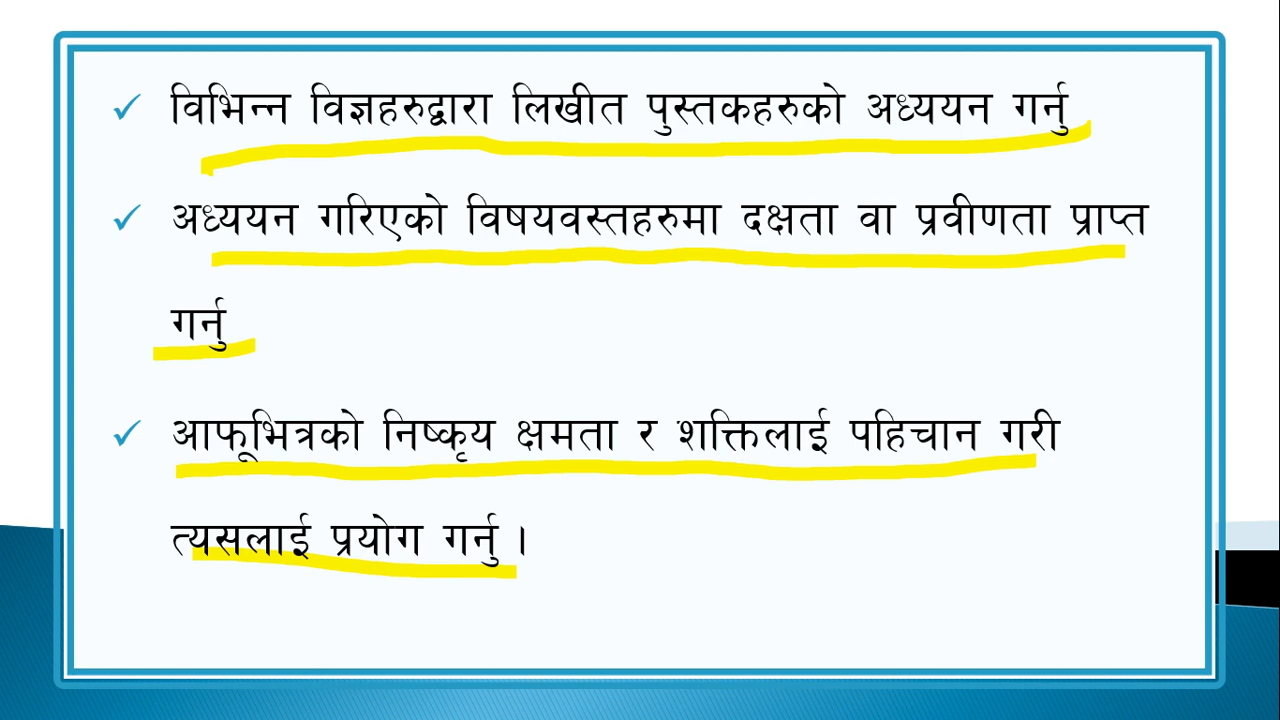 विभिन्न विज्ञहरुद्वारा लिखीत पुस्तकहरुको अध्ययन गर्नु
अध्ययन गरिएको विषयवस्तहरुमा दक्षता वा प्रवीणता प्राप्त
गर्नु
आफूभित्रको निष्कृय क्षमता र शक्तिलाई पहिचान गरी
त्यसलाई प्रयोग गर्नु ।